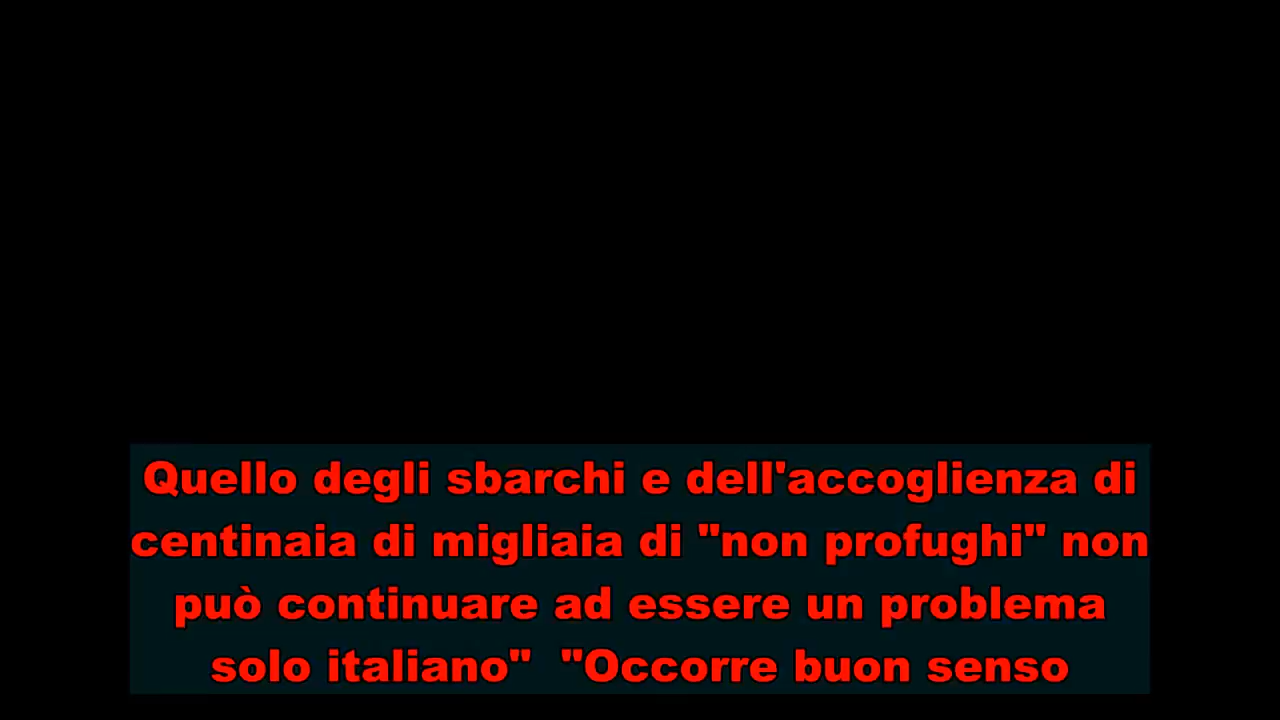 Quello degli sbarchi e dell'accoglienza di
centinaia di migliaia di "non profughi" non
può continuare ad essere un problema
solo italiano"  "Occorre buon senso